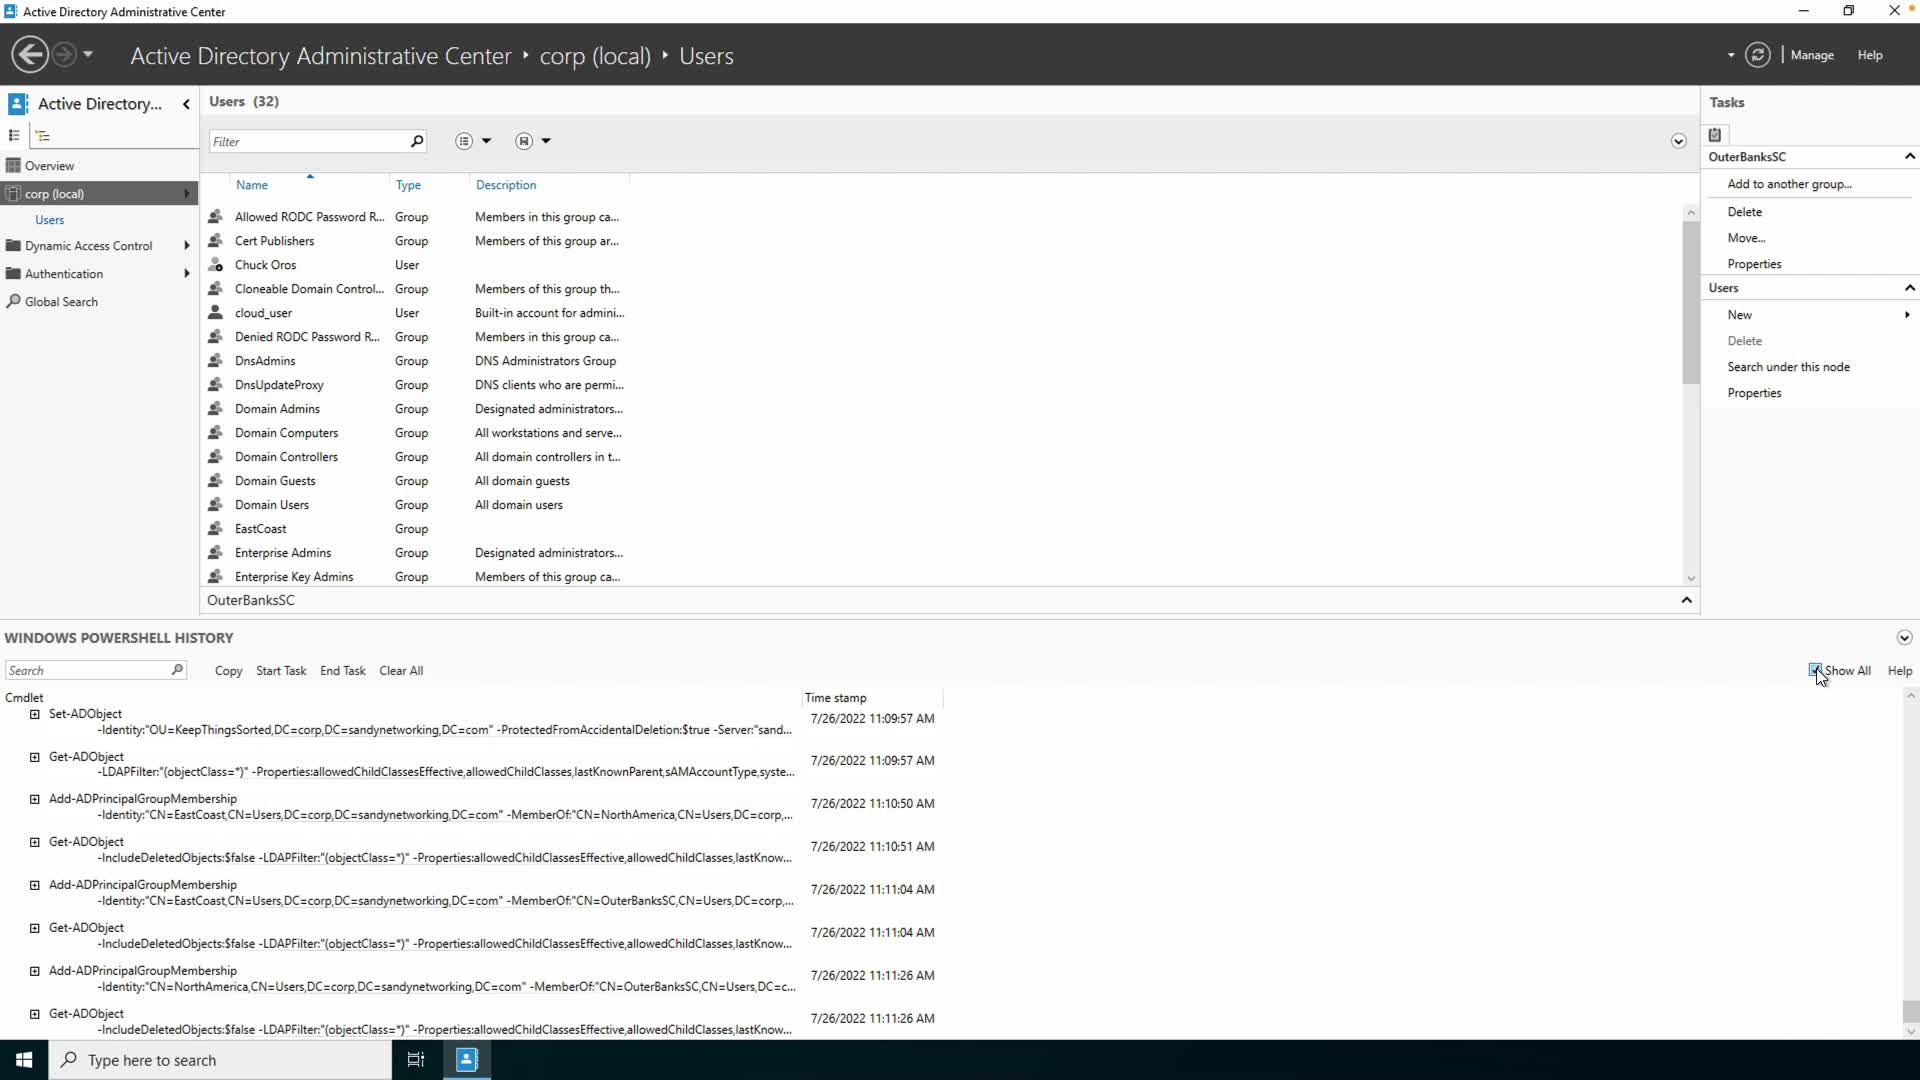 Active Directory Administrative Center
Active Directory Administrative Center • corp (local) • Users
Manage
Help
Active Directory...
Overview
corp (local)
Users
Dynamic Access Control
Authentication
Global Search
Users (32)
Filter
Name Type Description
Allowed RODC Password R... Group Members in this group ca...
Cert Publishers Group Members of this group ar...
Chuck Oros User
Cloneable Domain Control... Group Members of this group th...
cloud_user User Built-in account for admini...
Denied RODC Password R... Group Members in this group ca...
DnsAdmins Group DNS Administrators Group
DnsUpdateProxy Group DNS clients who are permi...
Domain Admins Group Designated administrators...
Domain Computers Group All workstations and serve...
Domain Controllers Group All domain controllers in t...
Domain Guests Group All domain guests
Domain Users Group All domain users
EastCoast Group
Enterprise Admins Group Designated administrators...
Enterprise Key Admins Group Members of this group ca...
OuterBanksSC
Tasks
OuterBanksSC
Add to another group...
Delete
Move...
Properties
Users
New
Delete
Search under this node
Properties
WINDOWS POWERSHELL HISTORY
Search
Copy Start Task End Task Clear All
Show All Help
Cmdlet Time stamp
Set-ADObject 7/26/2022 11:09:57 AM
-Identity:"OU=KeepThingsSorted,DC=corp,DC=sandynetworking,DC=com" -ProtectedFromAccidentalDeletion:$true -Server:"sand...
Get-ADObject 7/26/2022 11:09:57 AM
-LDAPFilter:"(objectClass=*)" -Properties:allowedChildClassesEffective,allowedChildClasses,lastKnownParent,sAMAccountType,syste...
Add-ADPrincipalGroupMembership 7/26/2022 11:10:50 AM
-Identity:"CN=EastCoast,CN=Users,DC=corp,DC=sandynetworking,DC=com" -MemberOf:"CN=NorthAmerica,CN=Users,DC=corp,...
Get-ADObject 7/26/2022 11:10:51 AM
-IncludeDeletedObjects:$false -LDAPFilter:"(objectClass=*)" -Properties:allowedChildClassesEffective,allowedChildClasses,lastKnow...
Add-ADPrincipalGroupMembership 7/26/2022 11:11:04 AM
-Identity:"CN=EastCoast,CN=Users,DC=corp,DC=sandynetworking,DC=com" -MemberOf:"CN=OuterBanksSC,CN=Users,DC=corp,...
Get-ADObject 7/26/2022 11:11:04 AM
-IncludeDeletedObjects:$false -LDAPFilter:"(objectClass=*)" -Properties:allowedChildClassesEffective,allowedChildClasses,lastKnow...
Add-ADPrincipalGroupMembership 7/26/2022 11:11:26 AM
-Identity:"CN=NorthAmerica,CN=Users,DC=corp,DC=sandynetworking,DC=com" -MemberOf:"CN=OuterBanksSC,CN=Users,DC=c...
Get-ADObject 7/26/2022 11:11:26 AM
-IncludeDeletedObjects:$false -LDAPFilter:"(objectClass=*)" -Properties:allowedChildClassesEffective,allowedChildClasses,lastKnow...
Type here to search